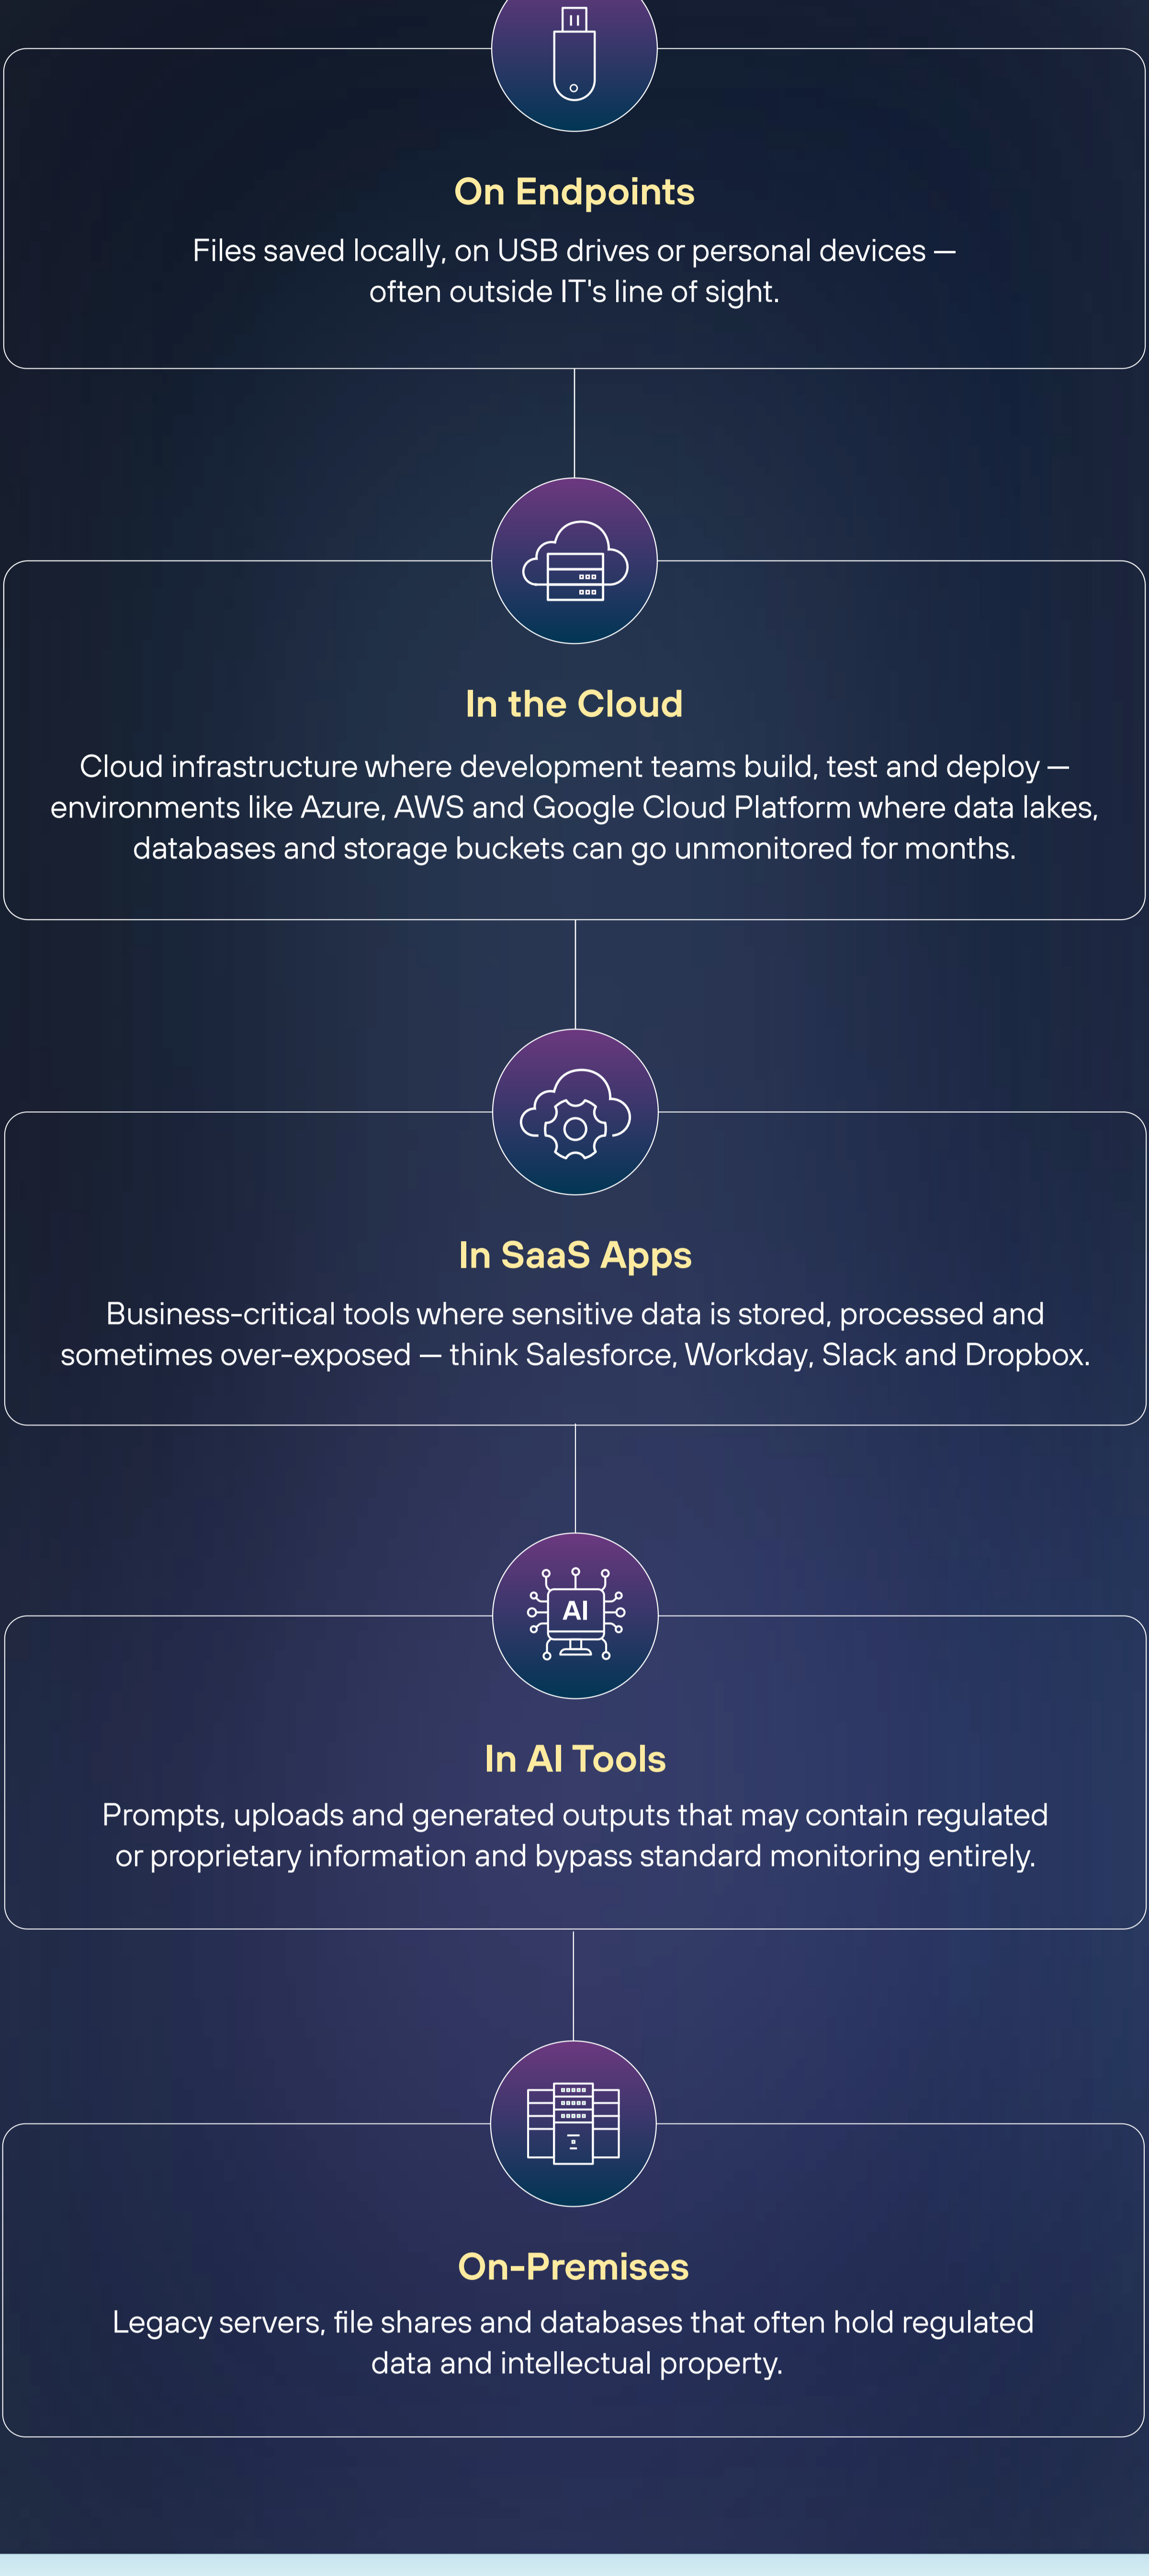 On Endpoints
Files saved locally, on USB drives or personal devices —
often outside IT's line of sight.
In the Cloud
Cloud infrastructure where development teams build, test and deploy —
environments like Azure, AWS and Google Cloud Platform where data lakes,
databases and storage buckets can go unmonitored for months.
In SaaS Apps
Business-critical tools where sensitive data is stored, processed and
sometimes over-exposed — think Salesforce, Workday, Slack and Dropbox.
AI
In AI Tools
Prompts, uploads and generated outputs that may contain regulated
or proprietary information and bypass standard monitoring entirely.
On-Premises
Legacy servers, file shares and databases that often hold regulated
data and intellectual property.